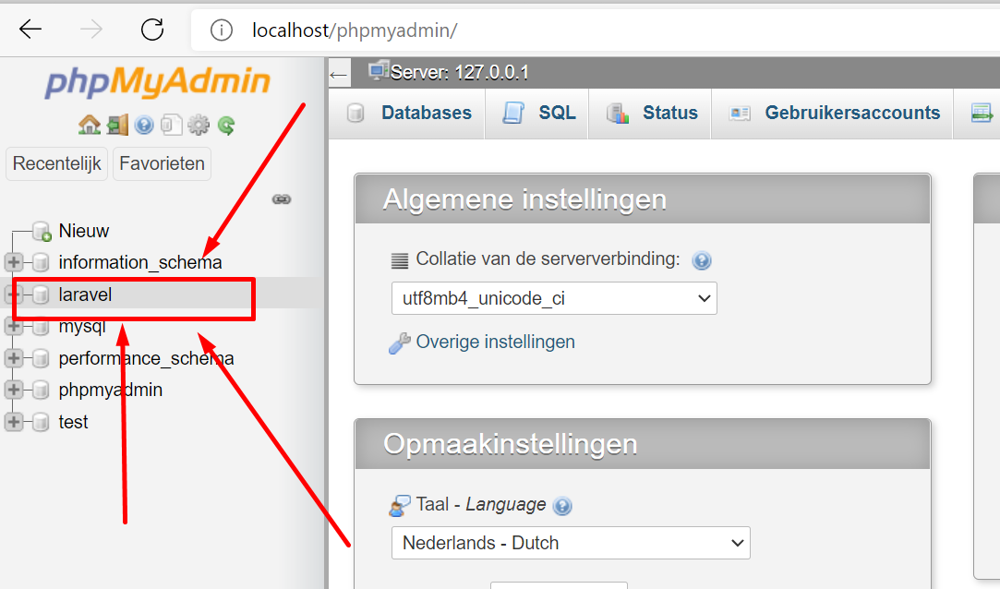 localhost/phpmyadmin/
phpMyAdmin
Server: 127.0.0.1
Databases SQL Status Gebruikersaccounts
Recentelijk Favorieten
Nieuw
information_schema
laravel
mysql
performance_schema
phpmyadmin
test
Algemene instellingen
Collatie van de serververbinding:
utf8mb4_unicode_ci
Overige instellingen
Opmaakinstellingen
Taal - Language
Nederlands - Dutch